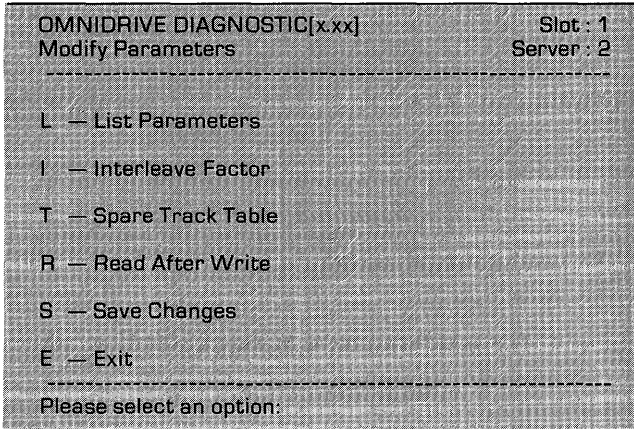 OMNIDRIVE DIAGNOSTIC[x.xx] Slot : 1
Modify Parameters Server : 2
L — List Parameters
I — Interleave Factor
T — Spare Track Table
R — Read After Write
S — Save Changes
E — Exit
Please select an option: